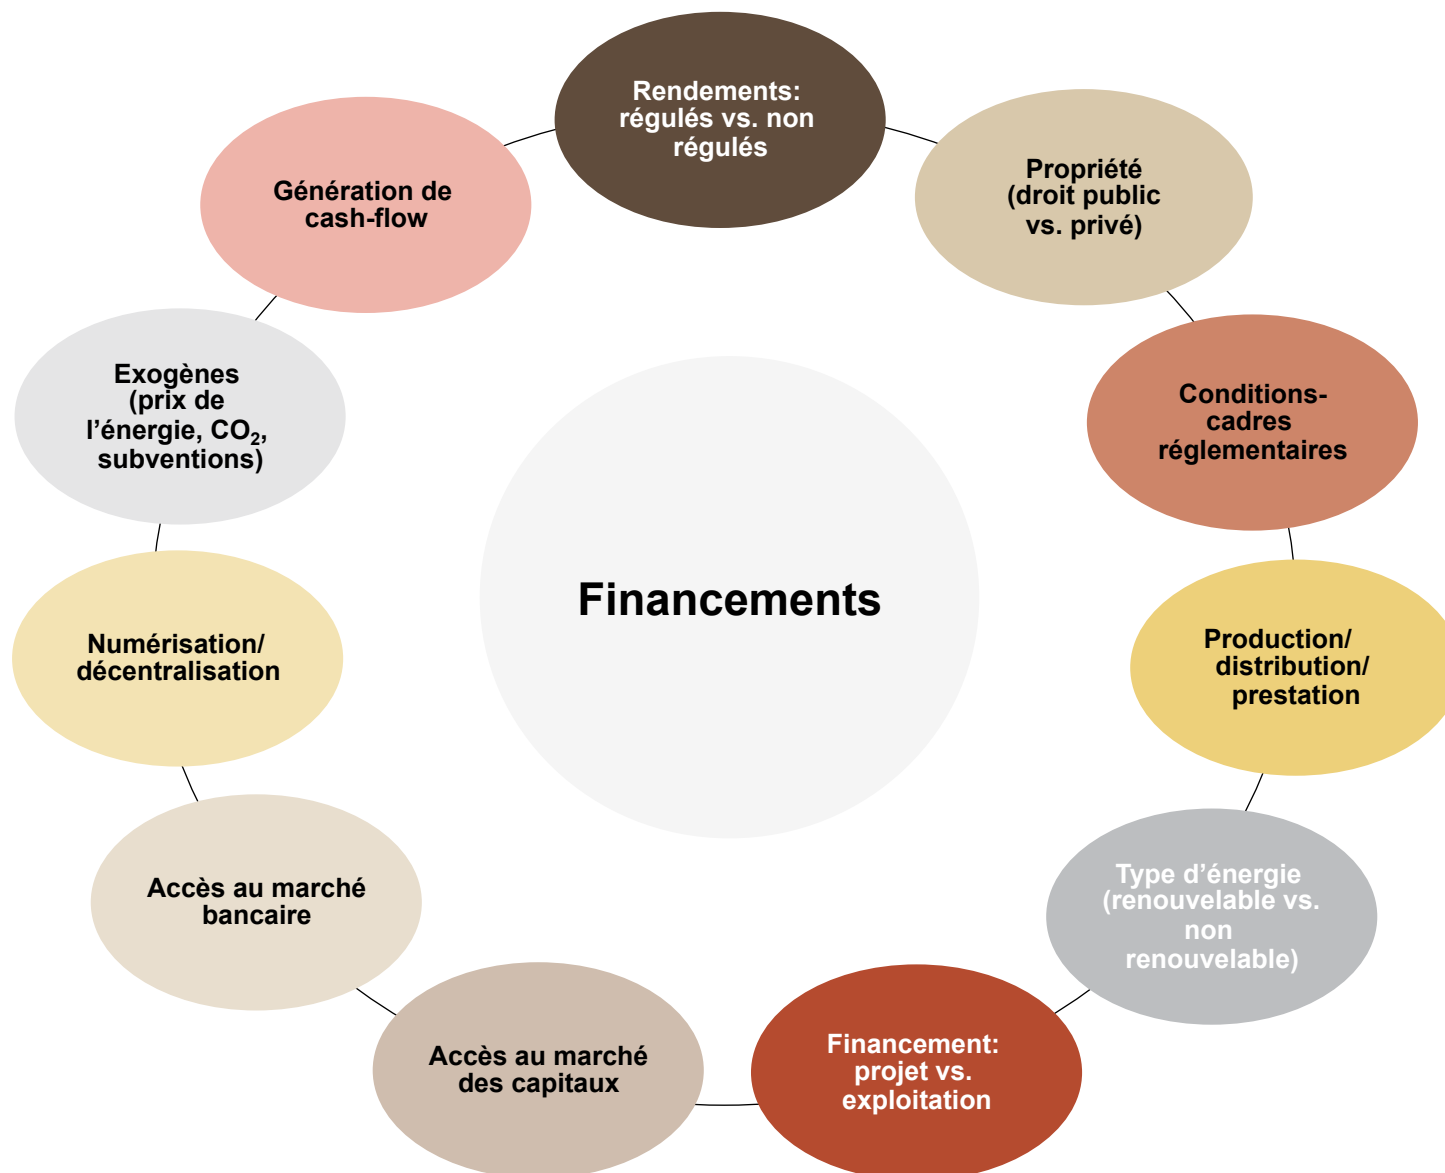 Rendements:
régulés vs. non
régulés
Propriété
(droit public
vs. privé)
Conditions-
cadres
réglementaires
Production/
distribution/
prestation
Type d’énergie
(renouvelable vs.
non
renouvelable)
Financement:
projet vs.
exploitation
Accès au marché
des capitaux
Accès au marché
bancaire
Numérisation/
décentralisation
Exogènes
(prix de
l’énergie, CO₂,
subventions)
Génération de
cash-flow
Financements